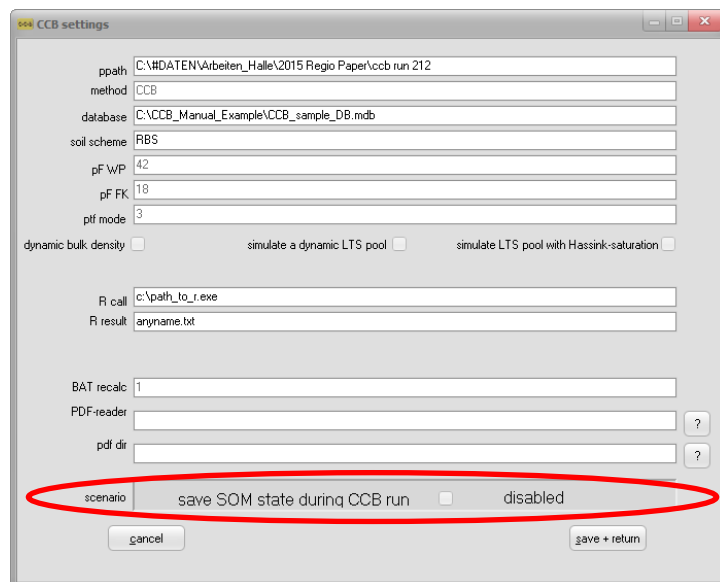 CCB settings
ppath C:\#DATEN\Arbeiten_Halle\2015 Regio Paper\ccb run 212
method CCB
database C:\CCB_Manual_Example\CCB_sample_DB.mdb
soil scheme RBS
pF WP 42
pF FK 18
ptf mode 3
dynamic bulk density simulate a dynamic LTS pool simulate LTS pool with Hassink-saturation
R call c:\path_to_r.exe
R result anyname.txt
BAT recalc 1
PDF-reader ?
pdf dir ?
scenario save SOM state during CCB run disabled
cancel save + return